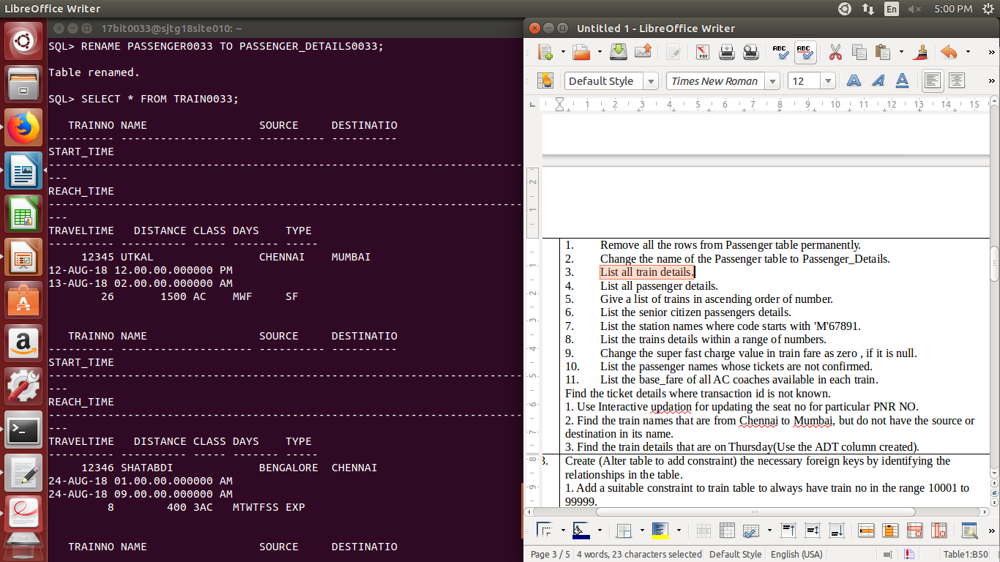 LibreOffice Writer
En
5:00 PM
17bit0033@sjtg18site010: ~
SQL> RENAME PASSENGER0033 TO PASSENGER_DETAILS0033;
Table renamed.
SQL> SELECT * FROM TRAIN0033;
TRAINNO NAME SOURCE DESTINATIO
---------- -------------------- ---------- ----------
START_TIME
---------------------------------------------------------------------------
---
REACH_TIME
---------------------------------------------------------------------------
---
TRAVELTIME DISTANCE CLASS DAYS TYPE
---------- ---------- ----- ------- -----
12345 UTKAL CHENNAI MUMBAI
12-AUG-18 12.00.00.000000 PM
13-AUG-18 02.00.00.000000 AM
26 1500 AC MWF SF
TRAINNO NAME SOURCE DESTINATIO
---------- -------------------- ---------- ----------
START_TIME
---------------------------------------------------------------------------
---
REACH_TIME
---------------------------------------------------------------------------
---
TRAVELTIME DISTANCE CLASS DAYS TYPE
---------- ---------- ----- ------- -----
12346 SHATABDI BENGALORE CHENNAI
24-AUG-18 01.00.00.000000 AM
24-AUG-18 09.00.00.000000 AM
8 400 3AC MTWTFSS EXP
TRAINNO NAME SOURCE DESTINATIO
Untitled 1 - LibreOffice Writer
PDF
ABC
ABC
Default Style
Times New Roman
12
A A A
1 2 3 4 5 6 7 8 9 10 11 12 13 14 15
2
1
1
2
3
4
5
6
7
8
9
1. Remove all the rows from Passenger table permanently.
2. Change the name of the Passenger table to Passenger_Details.
3. List all train details.
4. List all passenger details.
5. Give a list of trains in ascending order of number.
6. List the senior citizen passengers details.
7. List the station names where code starts with 'M'67891.
8. List the trains details within a range of numbers.
9. Change the super fast charge value in train fare as zero , if it is null.
10. List the passenger names whose tickets are not confirmed.
11. List the base_fare of all AC coaches available in each train.
Find the ticket details where transaction id is not known.
1. Use Interactive updation for updating the seat no for particular PNR NO.
2. Find the train names that are from Chennai to Mumbai, but do not have the source or
destination in its name.
3. Find the train details that are on Thursday(Use the ADT column created).
3. Create (Alter table to add constraint) the necessary foreign keys by identifying the
relationships in the table.
1. Add a suitable constraint to train table to always have train no in the range 10001 to
99999.
Page 3 / 5
4 words, 23 characters selected
Default Style
English (USA)
Table1:B50